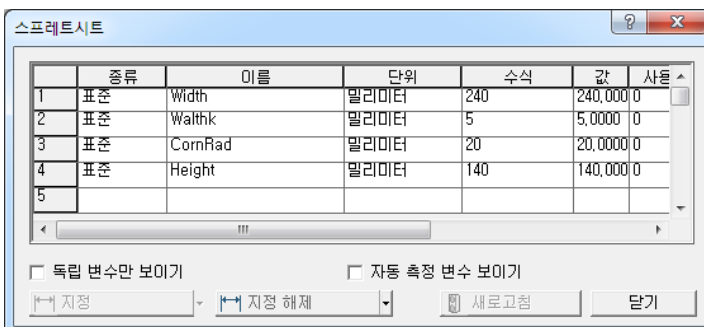 스프레트시트
종류 이름 단위 수식 값 사용
1 표준 Width 밀리미터 240 240,000 0
2 표준 Walthk 밀리미터 5 5,0000 0
3 표준 CornRad 밀리미터 20 20,0000 0
4 표준 Height 밀리미터 140 140,000 0
5
독립 변수만 보이기 자동 측정 변수 보이기
지정 지정 해제 새로고침 닫기